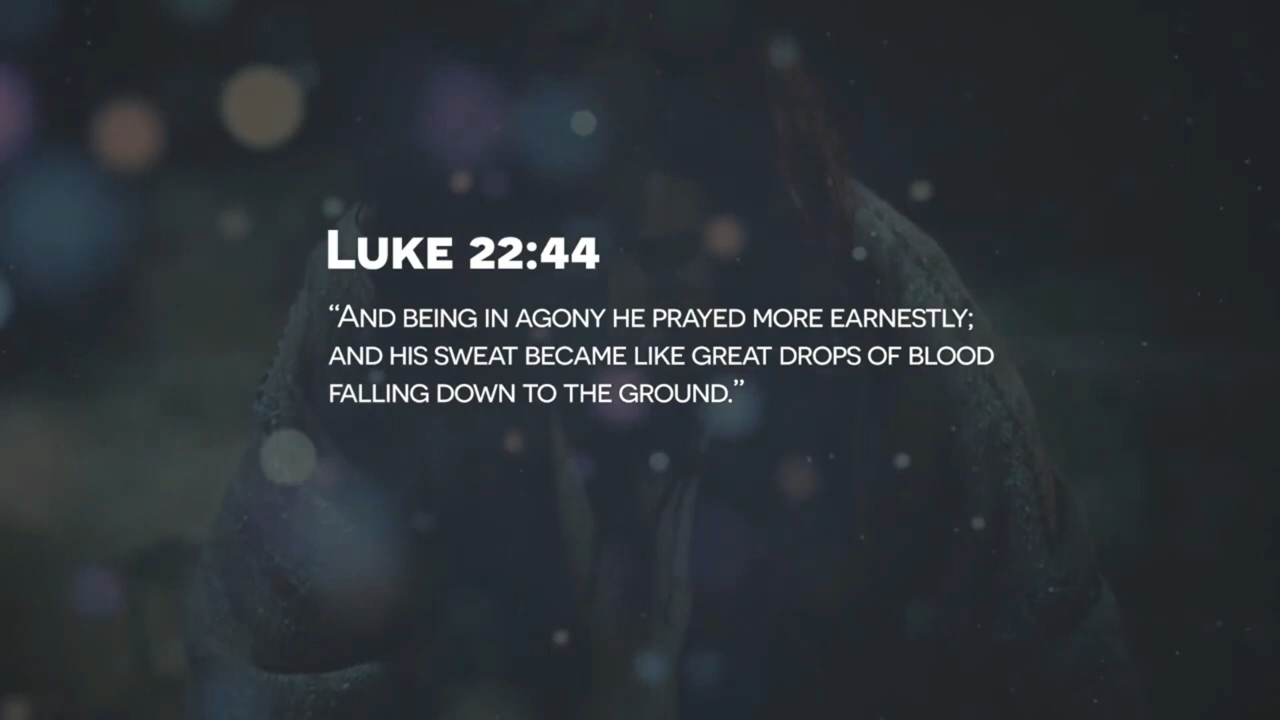 LUKE 22:44
“AND BEING IN AGONY HE PRAYED MORE EARNESTLY;
AND HIS SWEAT BECAME LIKE GREAT DROPS OF BLOOD
FALLING DOWN TO THE GROUND.”